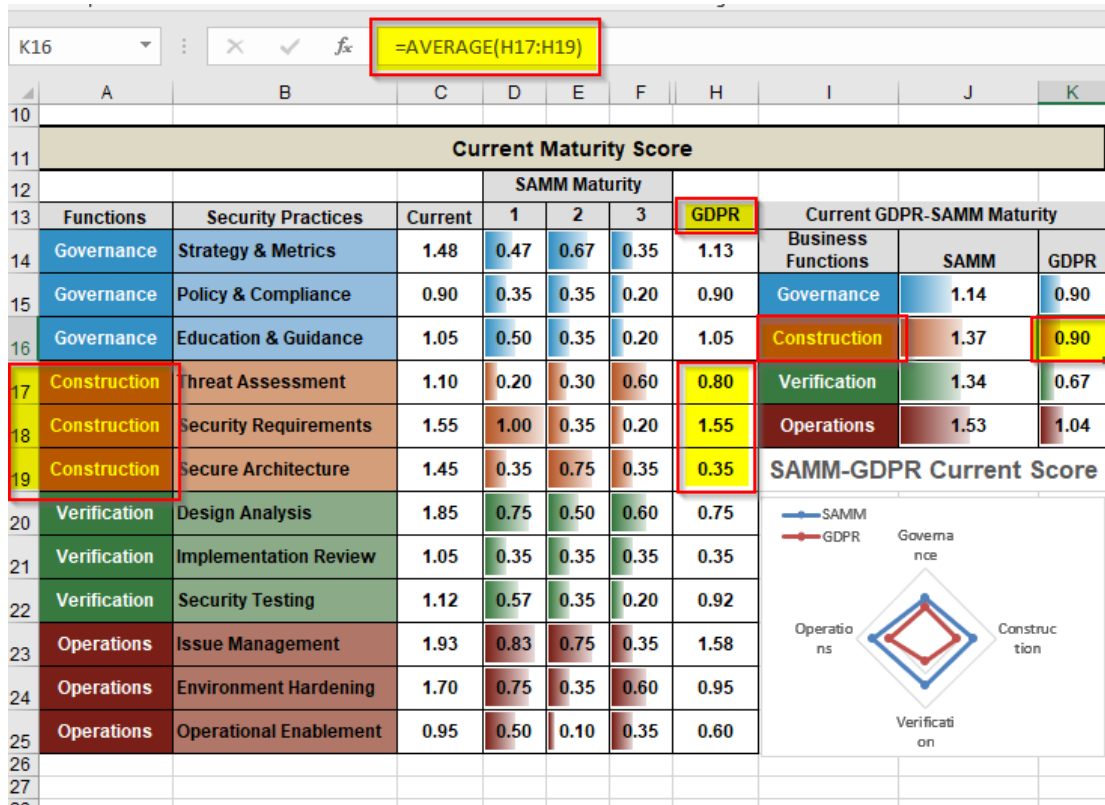 K16 fx =AVERAGE(H17:H19)
A B C D E F H I J K
10
11 Current Maturity Score
12 SAMM Maturity
13 Functions Security Practices Current 1 2 3 GDPR Current GDPR-SAMM Maturity
14 Governance Strategy & Metrics 1.48 0.47 0.67 0.35 1.13 Business Functions SAMM GDPR
15 Governance Policy & Compliance 0.90 0.35 0.35 0.20 0.90 Governance 1.14 0.90
16 Governance Education & Guidance 1.05 0.50 0.35 0.20 1.05 Construction 1.37 0.90
17 Construction Threat Assessment 1.10 0.20 0.30 0.60 0.80 Verification 1.34 0.67
18 Construction Security Requirements 1.55 1.00 0.35 0.20 1.55 Operations 1.53 1.04
19 Construction Secure Architecture 1.45 0.35 0.75 0.35 0.35 SAMM-GDPR Current Score
20 Verification Design Analysis 1.85 0.75 0.50 0.60 0.75
21 Verification Implementation Review 1.05 0.35 0.35 0.35 0.35
22 Verification Security Testing 1.12 0.57 0.35 0.20 0.92
23 Operations Issue Management 1.93 0.83 0.75 0.35 1.58
24 Operations Environment Hardening 1.70 0.75 0.35 0.60 0.95
25 Operations Operational Enablement 0.95 0.50 0.10 0.35 0.60
26
27
SAMM
GDPR
Governa
nce
Construc
tion
Verificati
on
Operatio
ns